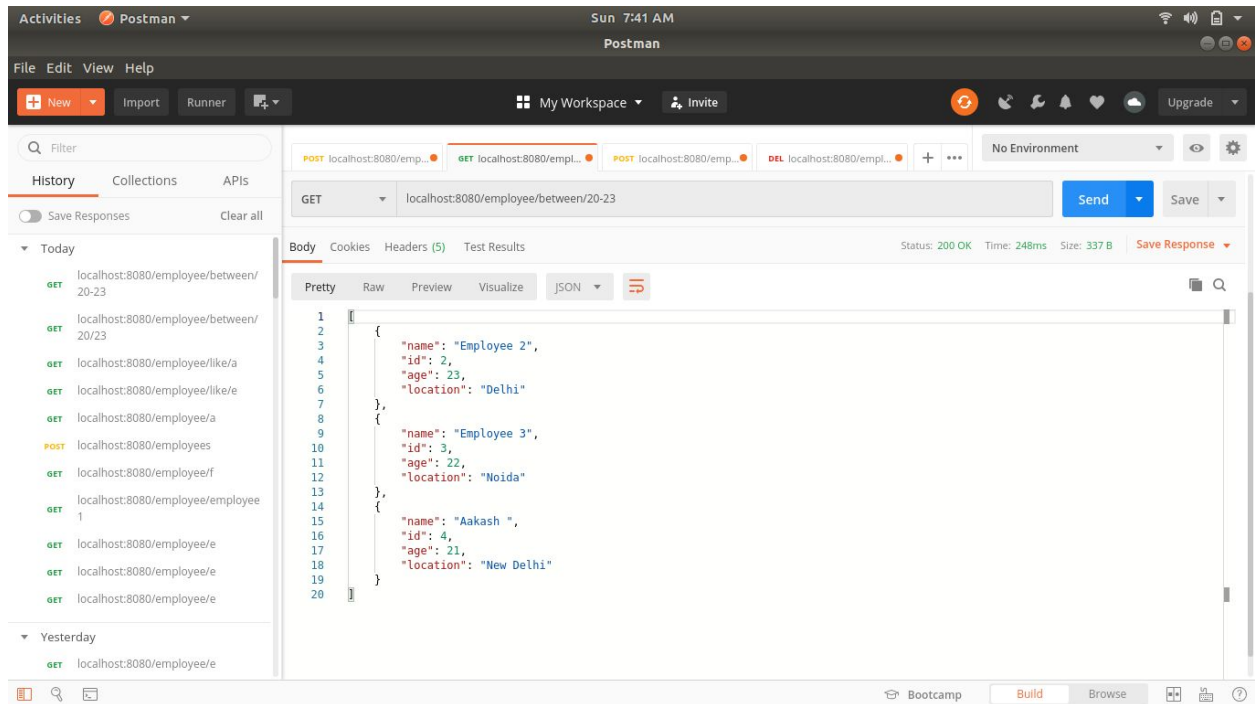 Activities Postman Sun 7:41 AM
Postman
File Edit View Help
New Import Runner My Workspace Invite Upgrade
Filter
History Collections APIs
Save Responses Clear all
Today
GET localhost:8080/employee/between/
20-23
GET localhost:8080/employee/between/
20/23
GET localhost:8080/employee/like/a
GET localhost:8080/employee/like/e
GET localhost:8080/employee/a
POST localhost:8080/employees
GET localhost:8080/employee/f
GET localhost:8080/employee/employee
1
GET localhost:8080/employee/e
GET localhost:8080/employee/e
GET localhost:8080/employee/e
Yesterday
GET localhost:8080/employee/e
POST localhost:8080/emp... GET localhost:8080/empl... POST localhost:8080/emp... DEL localhost:8080/empl... + ... No Environment
GET localhost:8080/employee/between/20-23 Send Save
Body Cookies Headers (5) Test Results Status: 200 OK Time: 248ms Size: 337 B Save Response
Pretty Raw Preview Visualize JSON
1 [
2 {
3 "name": "Employee 2",
4 "id": 2,
5 "age": 23,
6 "location": "Delhi"
7 },
8 {
9 "name": "Employee 3",
10 "id": 3,
11 "age": 22,
12 "location": "Noida"
13 },
14 {
15 "name": "Aakash ",
16 "id": 4,
17 "age": 21,
18 "location": "New Delhi"
19 }
20 ]
Bootcamp Build Browse